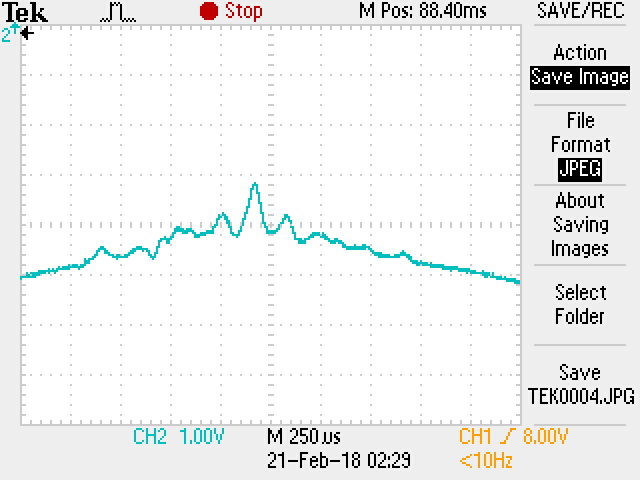 Tek Stop M Pos: 88.40ms SAVE/REC
2
Action
Save Image
File
Format
JPEG
About
Saving
Images
Select
Folder
Save
TEK0004.JPG
CH2 1.00V M 250µs CH1 8.00V
21-Feb-18 02:29 <10Hz